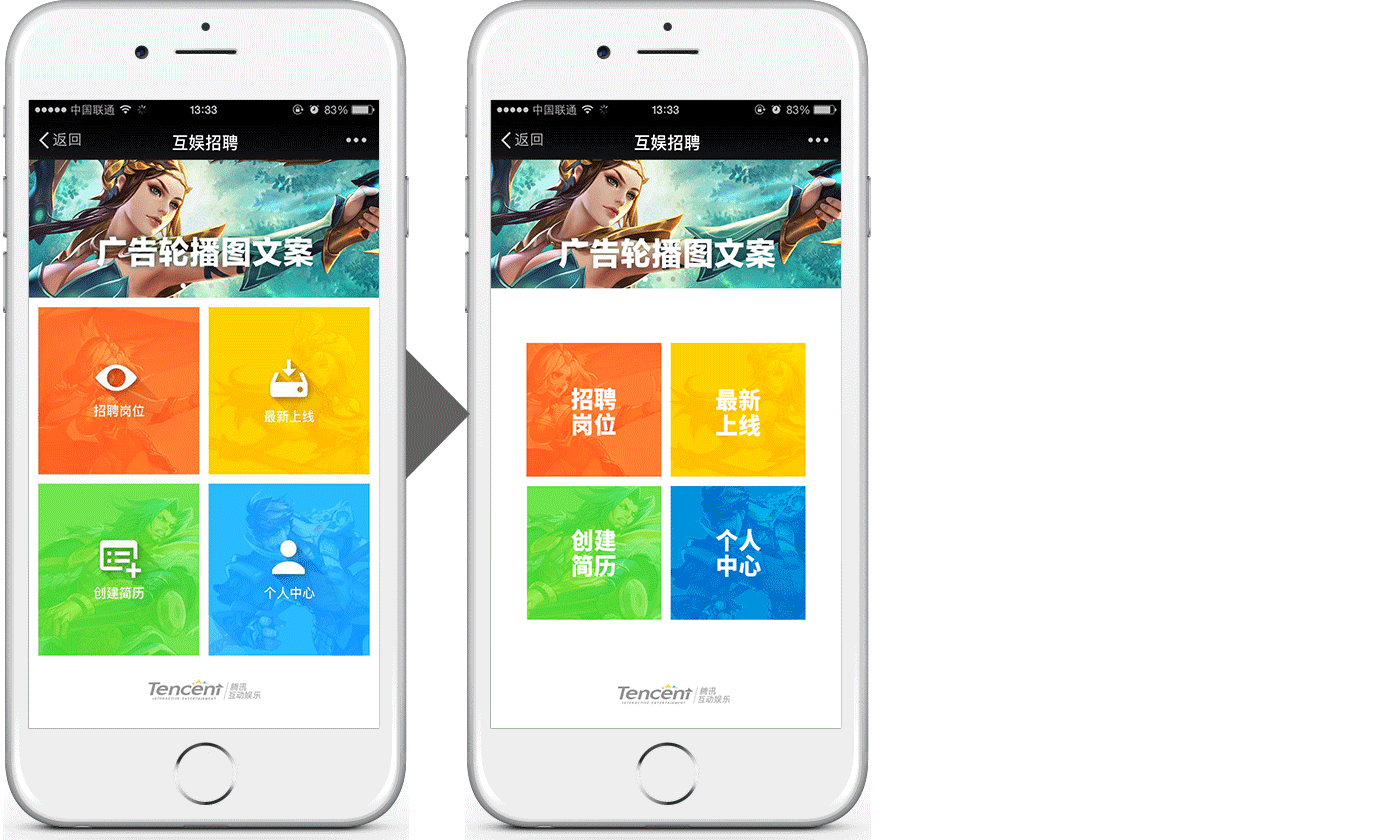 中国联通
13:33
83%
返回
互娱招聘
广告轮播图文案
招聘岗位
最新上线
创建简历
个人中心
Tencent
INTERACTIVE ENTERTAINMENT
腾讯
互动娱乐
中国联通
13:33
83%
返回
互娱招聘
广告轮播图文案
招聘
岗位
最新
上线
创建
简历
个人
中心
Tencent
INTERACTIVE ENTERTAINMENT
腾讯
互动娱乐